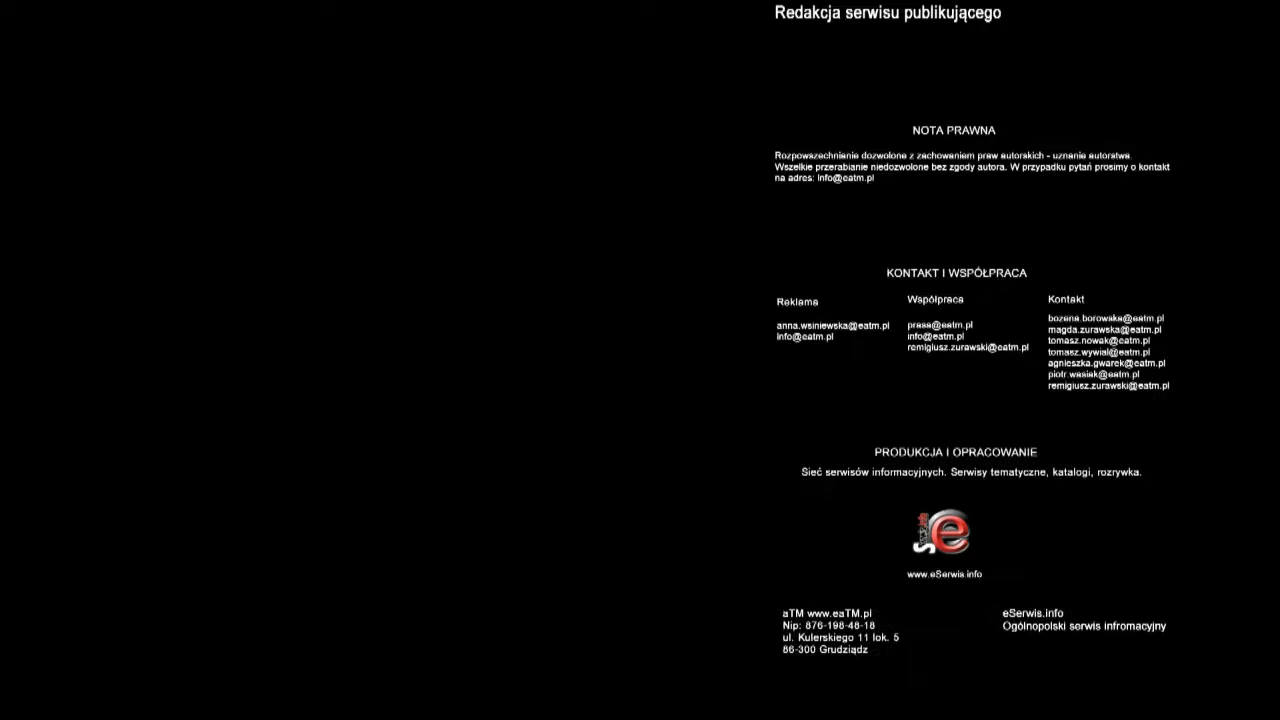 Redakcja serwisu publikującego
NOTA PRAWNA
Rozpowszechnianie dozwolone z zachowaniem praw autorskich - uznanie autorstwa.
Wszelkie przerabianie niedozwolone bez zgody autora. W przypadku pytań prosimy o kontakt
na adres: info@eatm.pl
KONTAKT I WSPÓŁPRACA
Reklama
anna.wsiniewska@eatm.pl
info@eatm.pl
Współpraca
prasa@eatm.pl
info@eatm.pl
remigiusz.zurawski@eatm.pl
Kontakt
bozena.borowska@eatm.pl
magda.zurawska@eatm.pl
tomasz.nowak@eatm.pl
tomasz.wywial@eatm.pl
agnieszka.gwarek@eatm.pl
piotr.wasiak@eatm.pl
remigiusz.zurawski@eatm.pl
PRODUKCJA I OPRACOWANIE
Sieć serwisów informacyjnych. Serwisy tematyczne, katalogi, rozrywka.
e
www.eSerwis.info
aTM www.eaTM.pl
Nip: 876-198-48-18
ul. Kulerskiego 11 lok. 5
86-300 Grudziądz
eSerwis.info
Ogólnopolski serwis infromacyjny